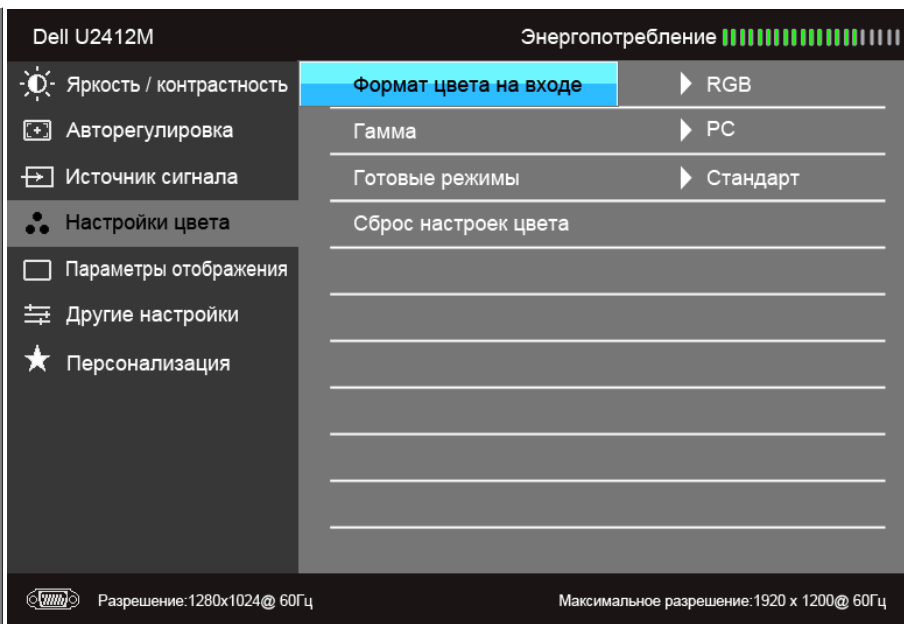 Dell U2412M
Энергопотребление
Яркость / контрастность
Формат цвета на входе
RGB
Авторегулировка
Гамма
PC
Источник сигнала
Готовые режимы
Стандарт
Настройки цвета
Сброс настроек цвета
Параметры отображения
Другие настройки
Персонализация
Разрешение:1280x1024@ 60Гц
Максимальное разрешение:1920 x 1200@ 60Гц